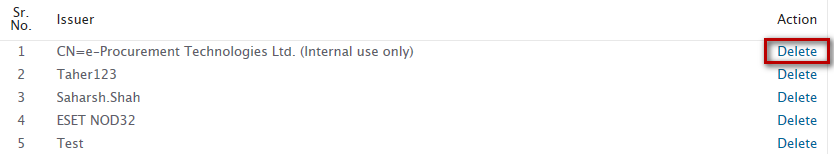 Sr. No. Issuer Action
1 CN=e-Procurement Technologies Ltd. (Internal use only) Delete
2 Taher123 Delete
3 Saharsh.Shah Delete
4 ESET NOD32 Delete
5 Test Delete